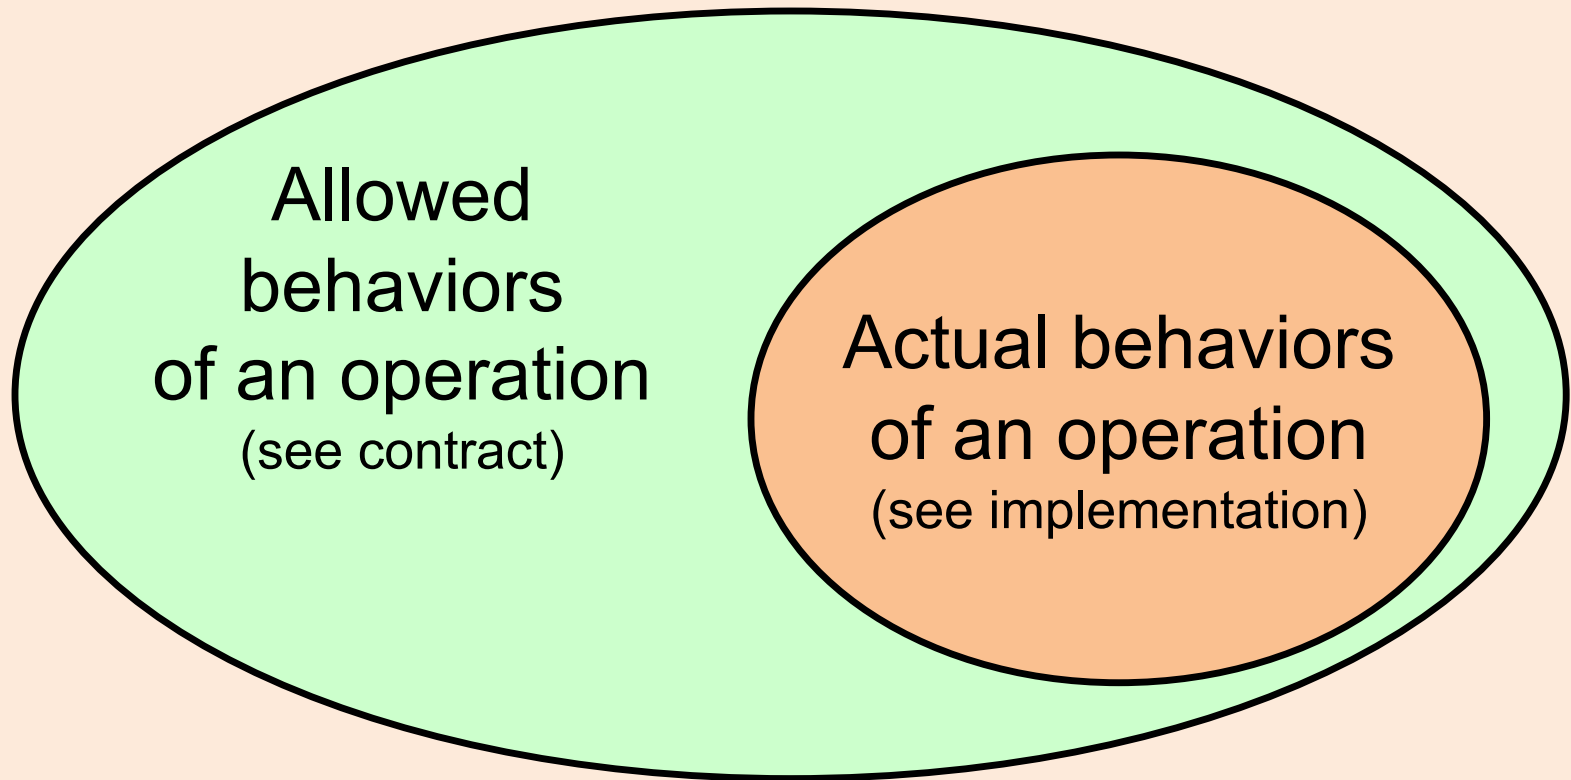 Allowed
behaviors
of an operation
(see contract)
Actual behaviors
of an operation
(see implementation)